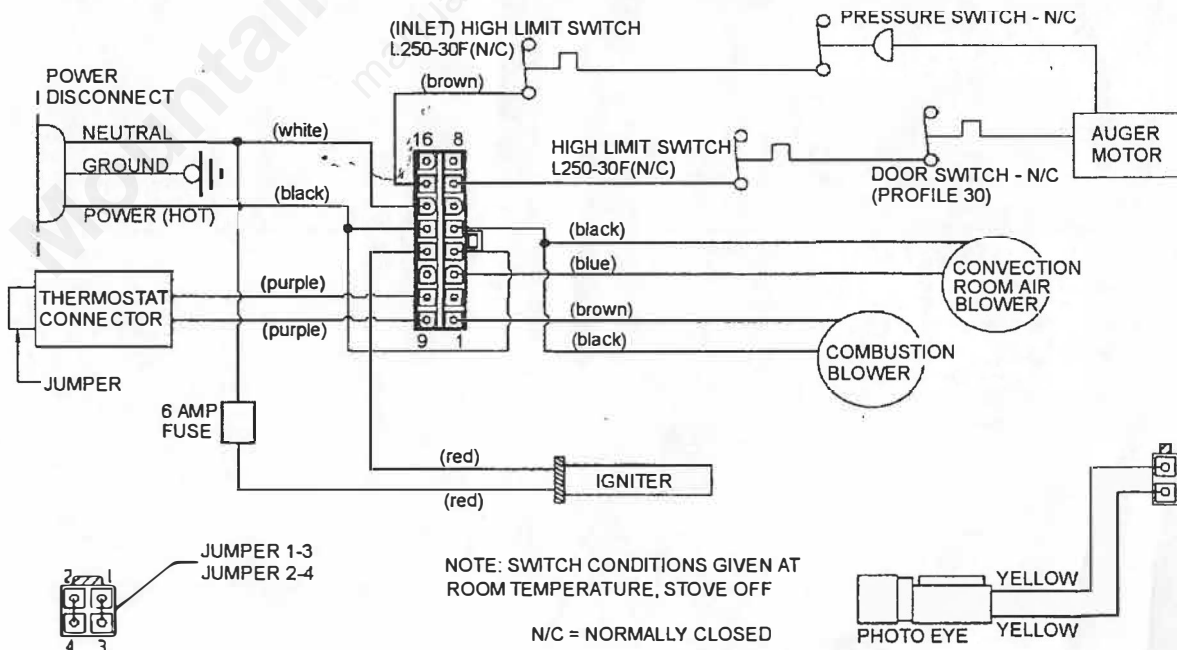 (INLET) HIGH LIMIT SWITCH
L250-30F(N/C)
PRESSURE SWITCH - N/C
(brown)
POWER
DISCONNECT
NEUTRAL
(white)
16 8
GROUND
HIGH LIMIT SWITCH
L250-30F(N/C)
AUGER
MOTOR
DOOR SWITCH - N/C
(PROFILE 30)
(black)
POWER (HOT)
(black)
(blue)
CONVECTION
ROOM AIR
BLOWER
THERMOSTAT
CONNECTOR
(purple)
(purple)
(brown)
(black)
9 1
COMBUSTION
BLOWER
JUMPER
6 AMP
FUSE
(red)
(red)
IGNITER
JUMPER 1-3
JUMPER 2-4
2 1
4 3
NOTE: SWITCH CONDITIONS GIVEN AT
ROOM TEMPERATURE, STOVE OFF
N/C = NORMALLY CLOSED
YELLOW
YELLOW
PHOTO EYE